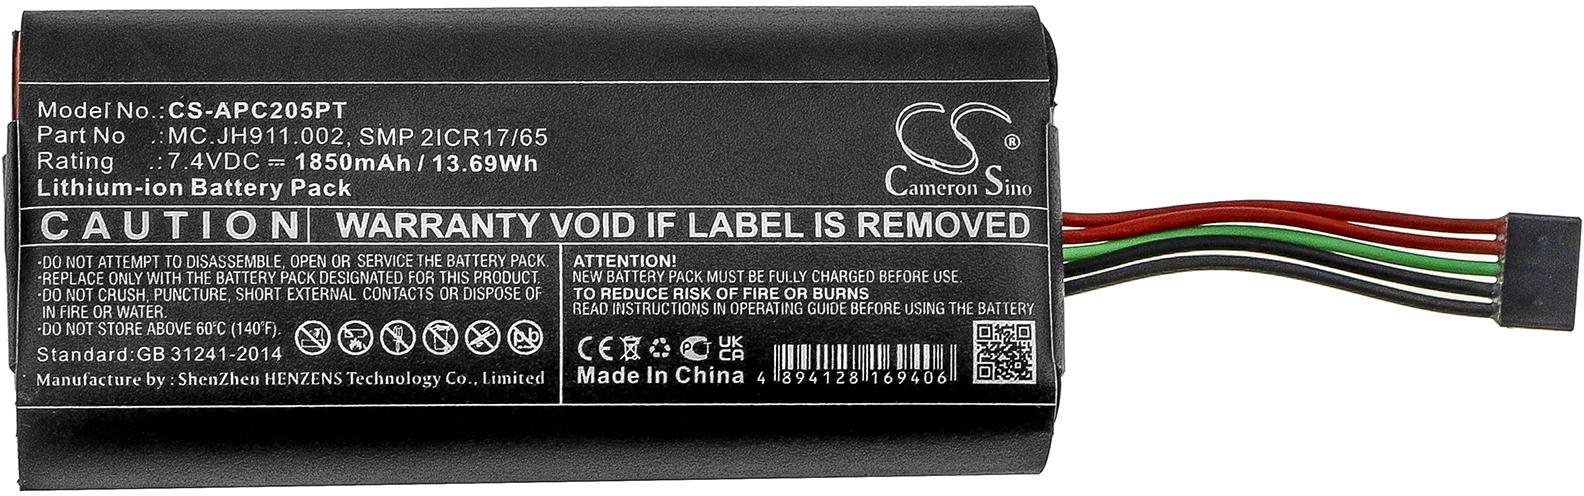 Model No.:CS-APC205PT
Part No .:MC.JH911.002, SMP 2ICR17/65
Rating .:7.4VDC ⎓ 1850mAh / 13.69Wh
Lithium-ion Battery Pack
CS®
Cameron Sino
CAUTION
WARRANTY VOID IF LABEL IS REMOVED
·DO NOT ATTEMPT TO DISASSEMBLE, OPEN OR SERVICE THE BATTERY PACK.
·REPLACE ONLY WITH THE BATTERY PACK DESIGNATED FOR THIS PRODUCT.
·DO NOT CRUSH, PUNCTURE, SHORT EXTERNAL CONTACTS OR DISPOSE OF
IN FIRE OR WATER.
·DO NOT STORE ABOVE 60°C (140°F).
Pb
Standard:GB 31241-2014
Manufacture by : ShenZhen HENZENS Technology Co., Limited
ATTENTION!
NEW BATTERY PACK MUST BE FULLY CHARGED BEFORE USE.
TO REDUCE RISK OF FIRE OR BURNS
READ INSTRUCTIONS IN OPERATING GUIDE BEFORE USING THE BATTERY
CE PCT UK CA
Made In China
4 894128 169406